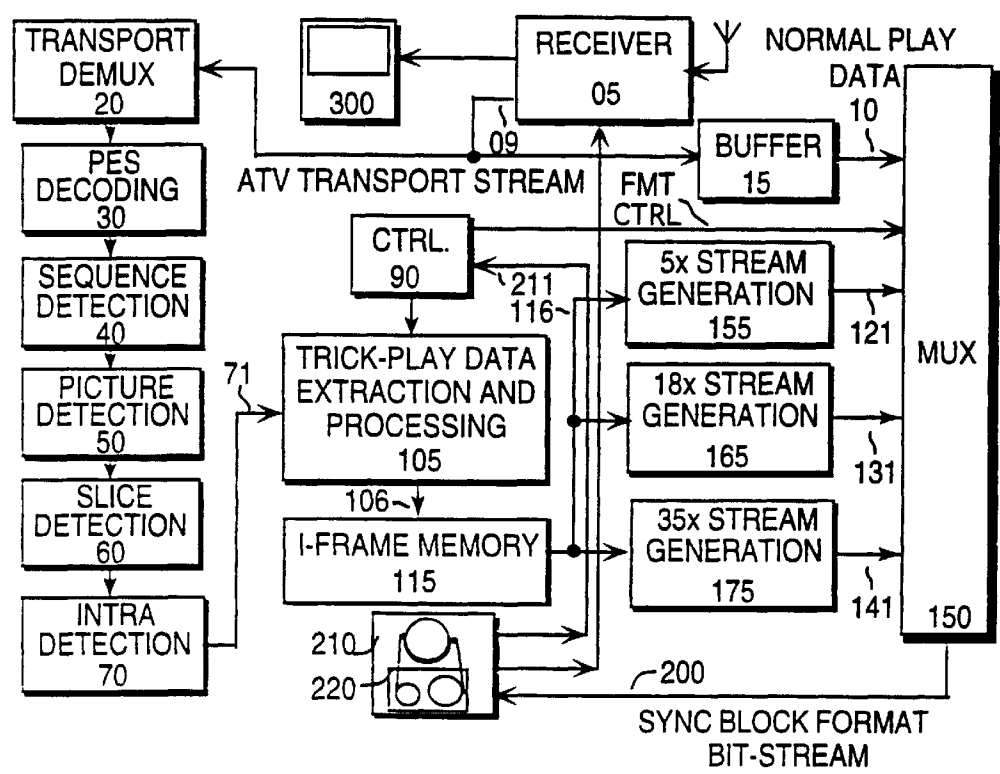 TRANSPORT
DEMUX
20
PES
DECODING
30
SEQUENCE
DETECTION
40
PICTURE
DETECTION
50
SLICE
DETECTION
60
INTRA
DETECTION
70
71
300
RECEIVER
05
09
ATV TRANSPORT STREAM
BUFFER
15
NORMAL PLAY
DATA
10
FMT
CTRL
CTRL.
90
211
116
TRICK-PLAY DATA
EXTRACTION AND
PROCESSING
105
106
I-FRAME MEMORY
115
5x STREAM
GENERATION
155
121
18x STREAM
GENERATION
165
131
35x STREAM
GENERATION
175
141
MUX
150
210
220
200
SYNC BLOCK FORMAT
BIT-STREAM